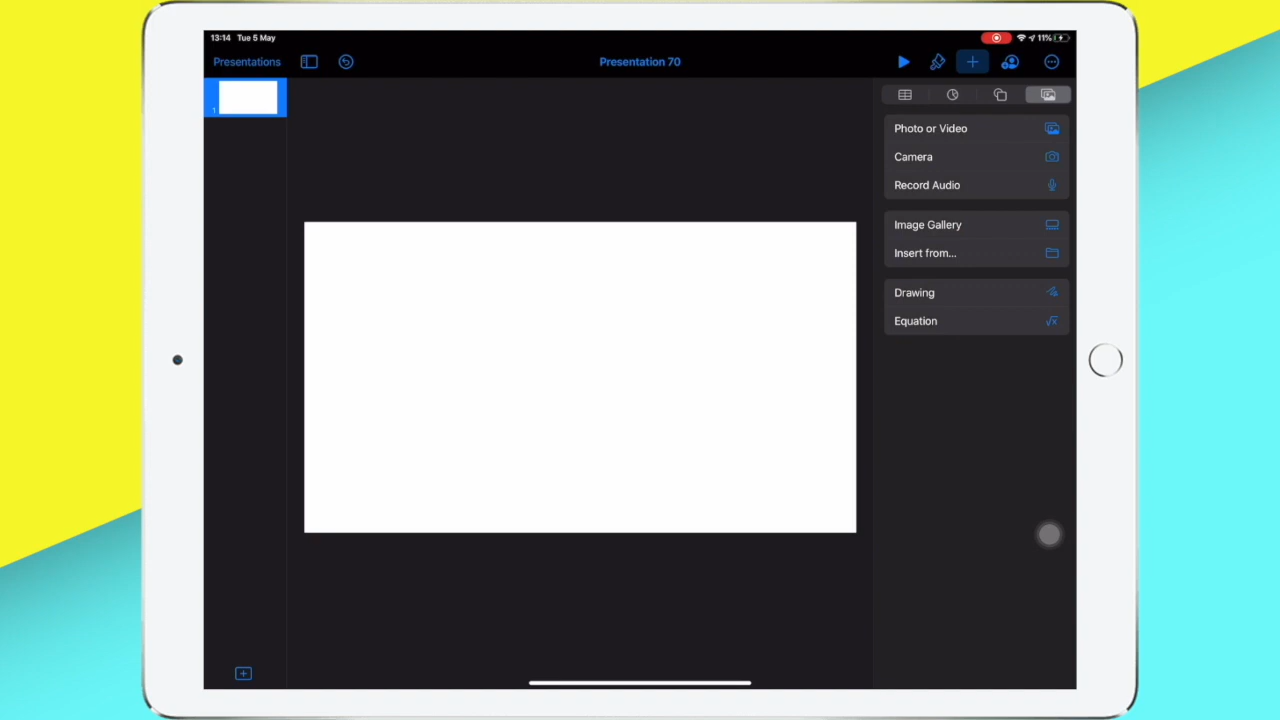 13:14 Tue 5 May
11%
Presentations
Presentation 70
1
Photo or Video
Camera
Record Audio
Image Gallery
Insert from...
Drawing
Equation
√x